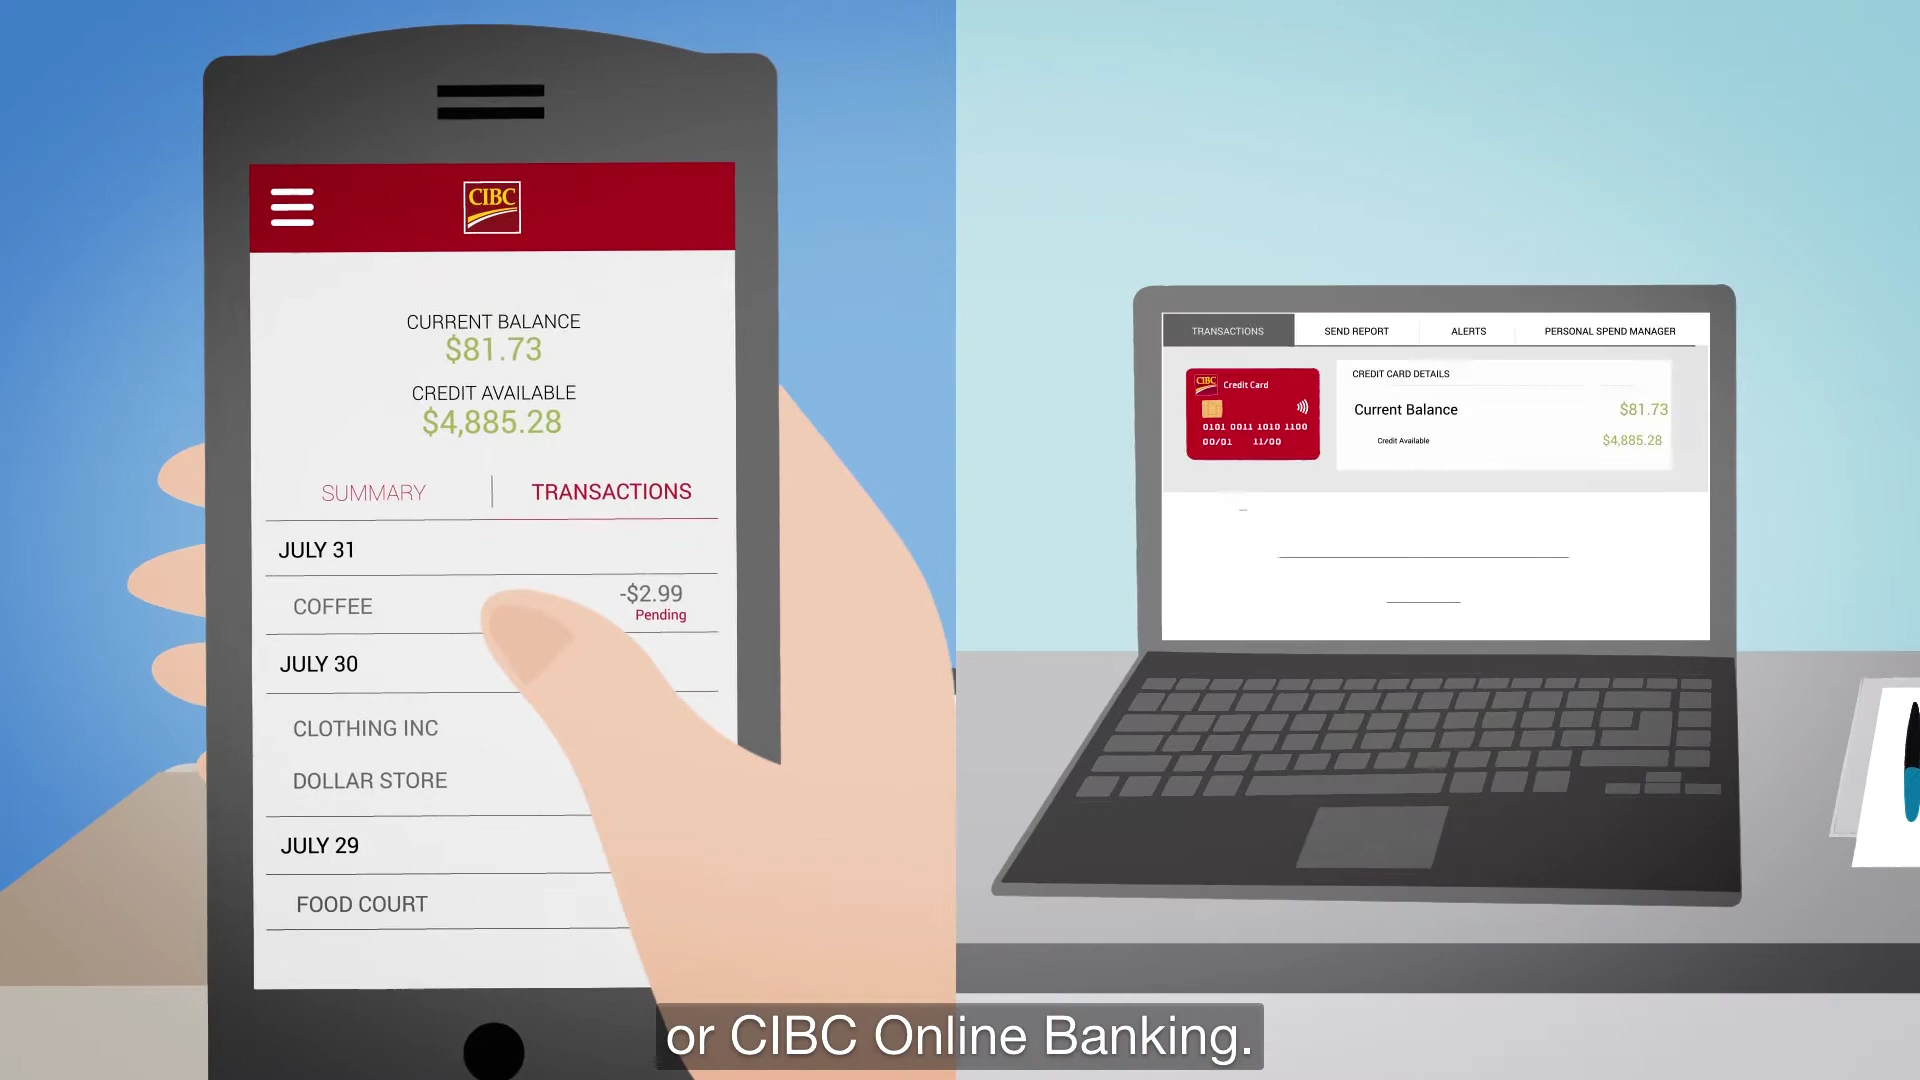 CIBC
CURRENT BALANCE
$81.73
CREDIT AVAILABLE
$4,885.28
SUMMARY
TRANSACTIONS
JULY 31
COFFEE
-$2.99
Pending
JULY 30
CLOTHING INC
DOLLAR STORE
JULY 29
FOOD COURT
TRANSACTIONS
SEND REPORT
ALERTS
PERSONAL SPEND MANAGER
CIBC
Credit Card
0101 0011 1010 1100
00/01 11/00
CREDIT CARD DETAILS
Current Balance
$81.73
Credit Available
$4,885.28
or CIBC Online Banking.